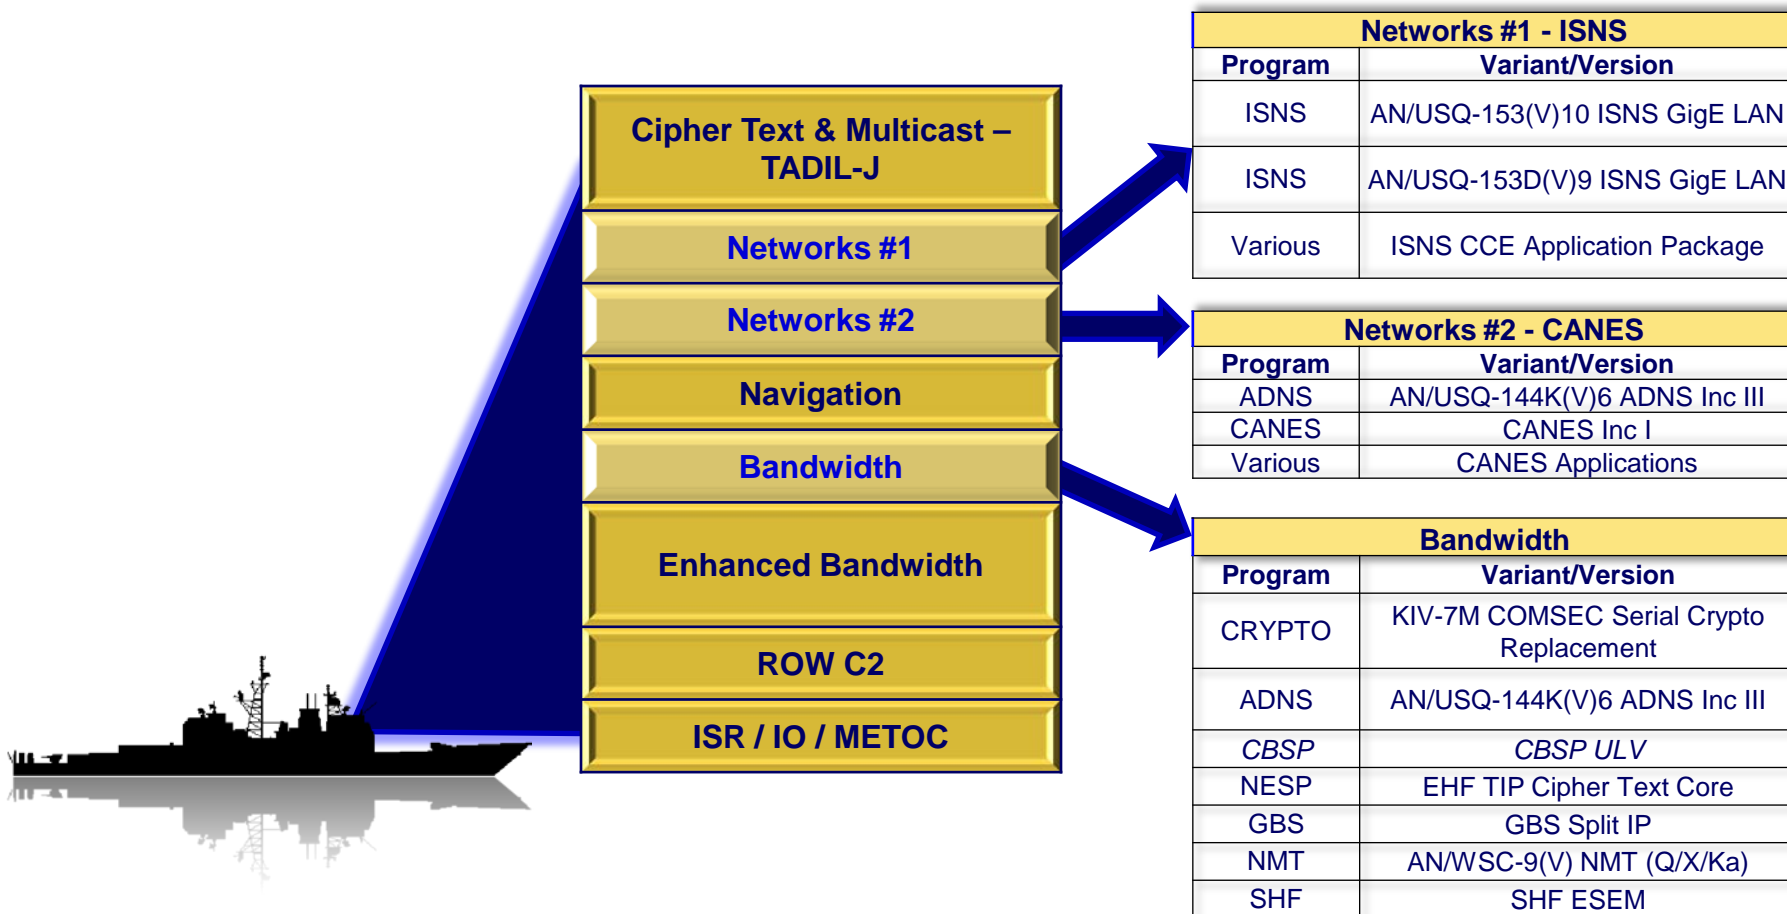 Cipher Text & Multicast –
TADIL-J
Networks #1
Networks #2
Navigation
Bandwidth
Enhanced Bandwidth
ROW C2
ISR / IO / METOC
Networks #1 - ISNS
Program Variant/Version
ISNS AN/USQ-153(V)10 ISNS GigE LAN
ISNS AN/USQ-153D(V)9 ISNS GigE LAN
Various ISNS CCE Application Package
Networks #2 - CANES
Program Variant/Version
ADNS AN/USQ-144K(V)6 ADNS Inc III
CANES CANES Inc I
Various CANES Applications
Bandwidth
Program Variant/Version
CRYPTO KIV-7M COMSEC Serial Crypto
Replacement
ADNS AN/USQ-144K(V)6 ADNS Inc III
CBSP CBSP ULV
NESP EHF TIP Cipher Text Core
GBS GBS Split IP
NMT AN/WSC-9(V) NMT (Q/X/Ka)
SHF SHF ESEM